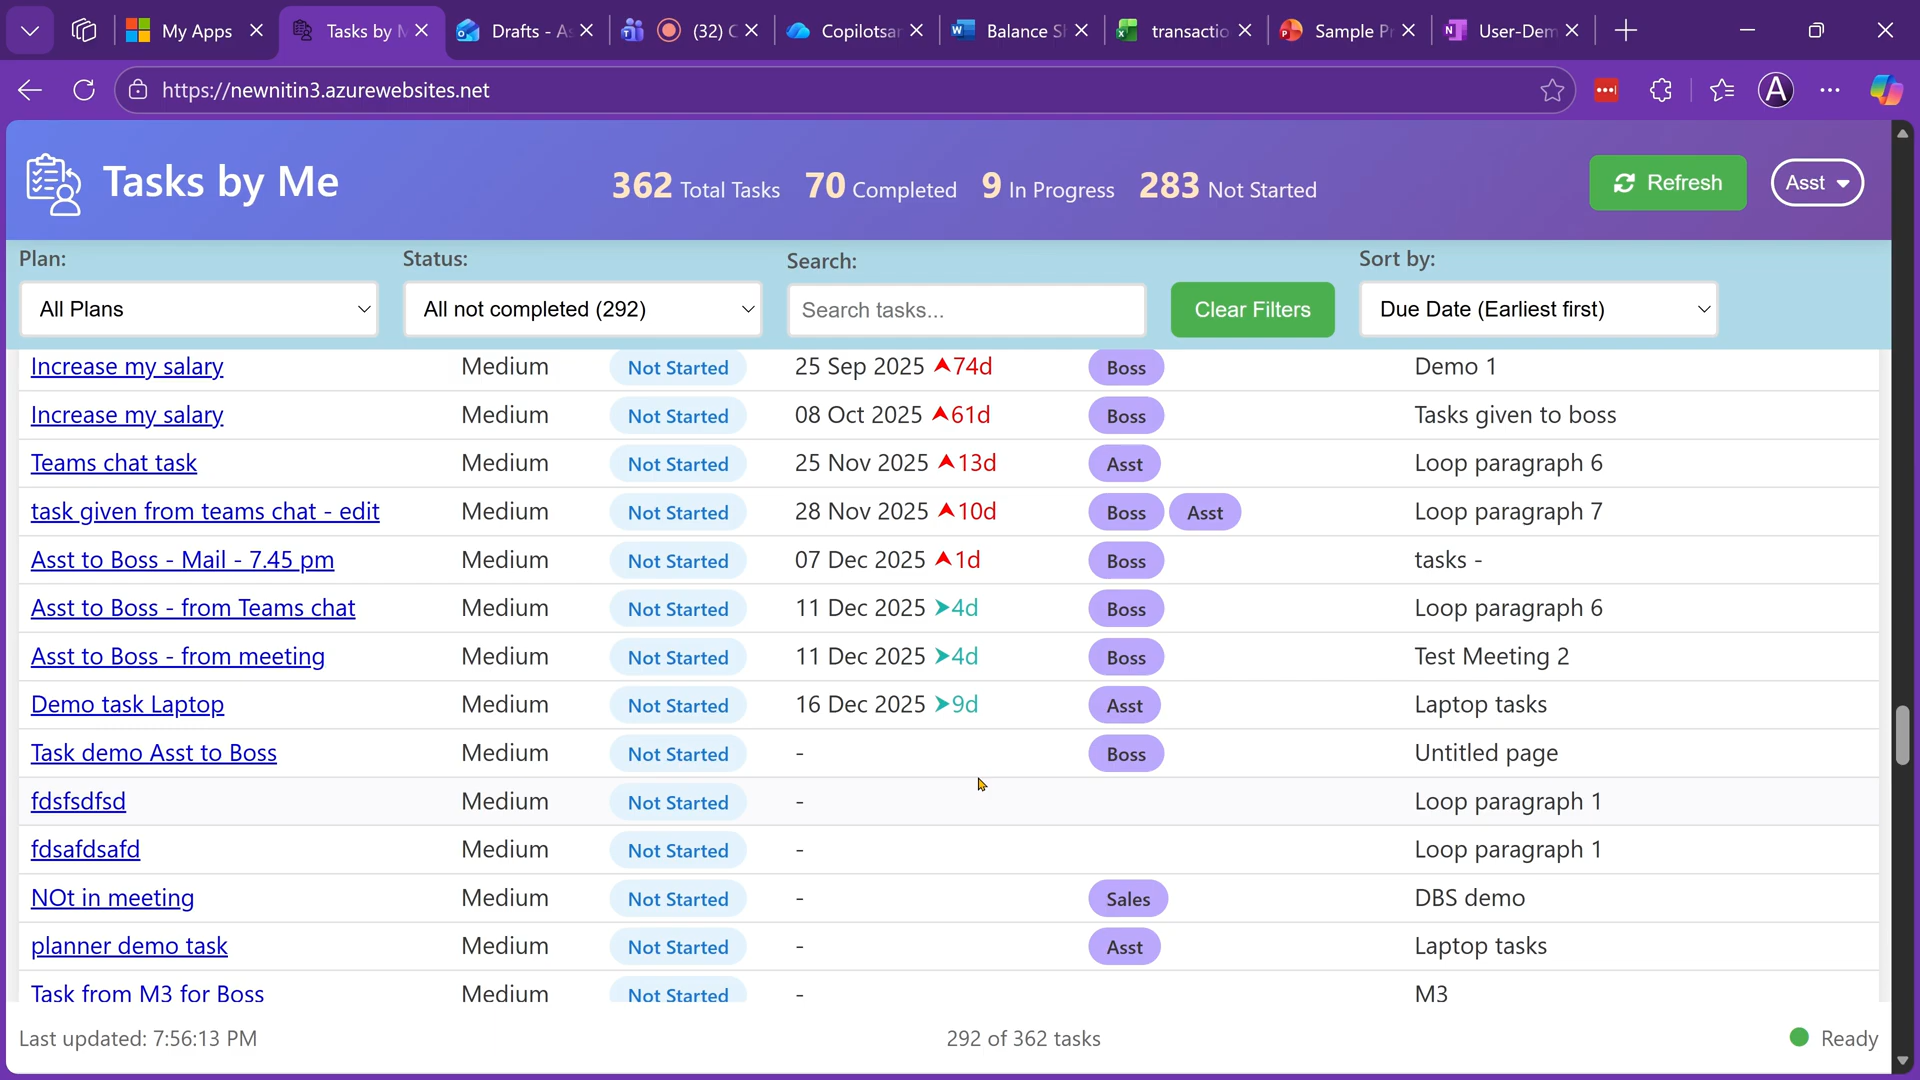 My Apps
Tasks by M
Drafts - As
(32) C
Copilotsar
Balance Sh
transactio
Sample Pr
User-Dem
https://newnitin3.azurewebsites.net
A
Tasks by Me
362 Total Tasks 70 Completed 9 In Progress 283 Not Started
Refresh
Asst
Plan:
Status:
Search:
Sort by:
All Plans
All not completed (292)
Search tasks...
Clear Filters
Due Date (Earliest first)
Increase my salary Medium Not Started 25 Sep 2025 74d Boss Demo 1
Increase my salary Medium Not Started 08 Oct 2025 61d Boss Tasks given to boss
Teams chat task Medium Not Started 25 Nov 2025 13d Asst Loop paragraph 6
task given from teams chat - edit Medium Not Started 28 Nov 2025 10d Boss Asst Loop paragraph 7
Asst to Boss - Mail - 7.45 pm Medium Not Started 07 Dec 2025 1d Boss tasks -
Asst to Boss - from Teams chat Medium Not Started 11 Dec 2025 4d Boss Loop paragraph 6
Asst to Boss - from meeting Medium Not Started 11 Dec 2025 4d Boss Test Meeting 2
Demo task Laptop Medium Not Started 16 Dec 2025 9d Asst Laptop tasks
Task demo Asst to Boss Medium Not Started - Boss Untitled page
fdsfsdfsd Medium Not Started - Loop paragraph 1
fdsafdsafd Medium Not Started - Loop paragraph 1
NOt in meeting Medium Not Started - Sales DBS demo
planner demo task Medium Not Started - Asst Laptop tasks
Task from M3 for Boss Medium Not Started - M3
Last updated: 7:56:13 PM
292 of 362 tasks
Ready